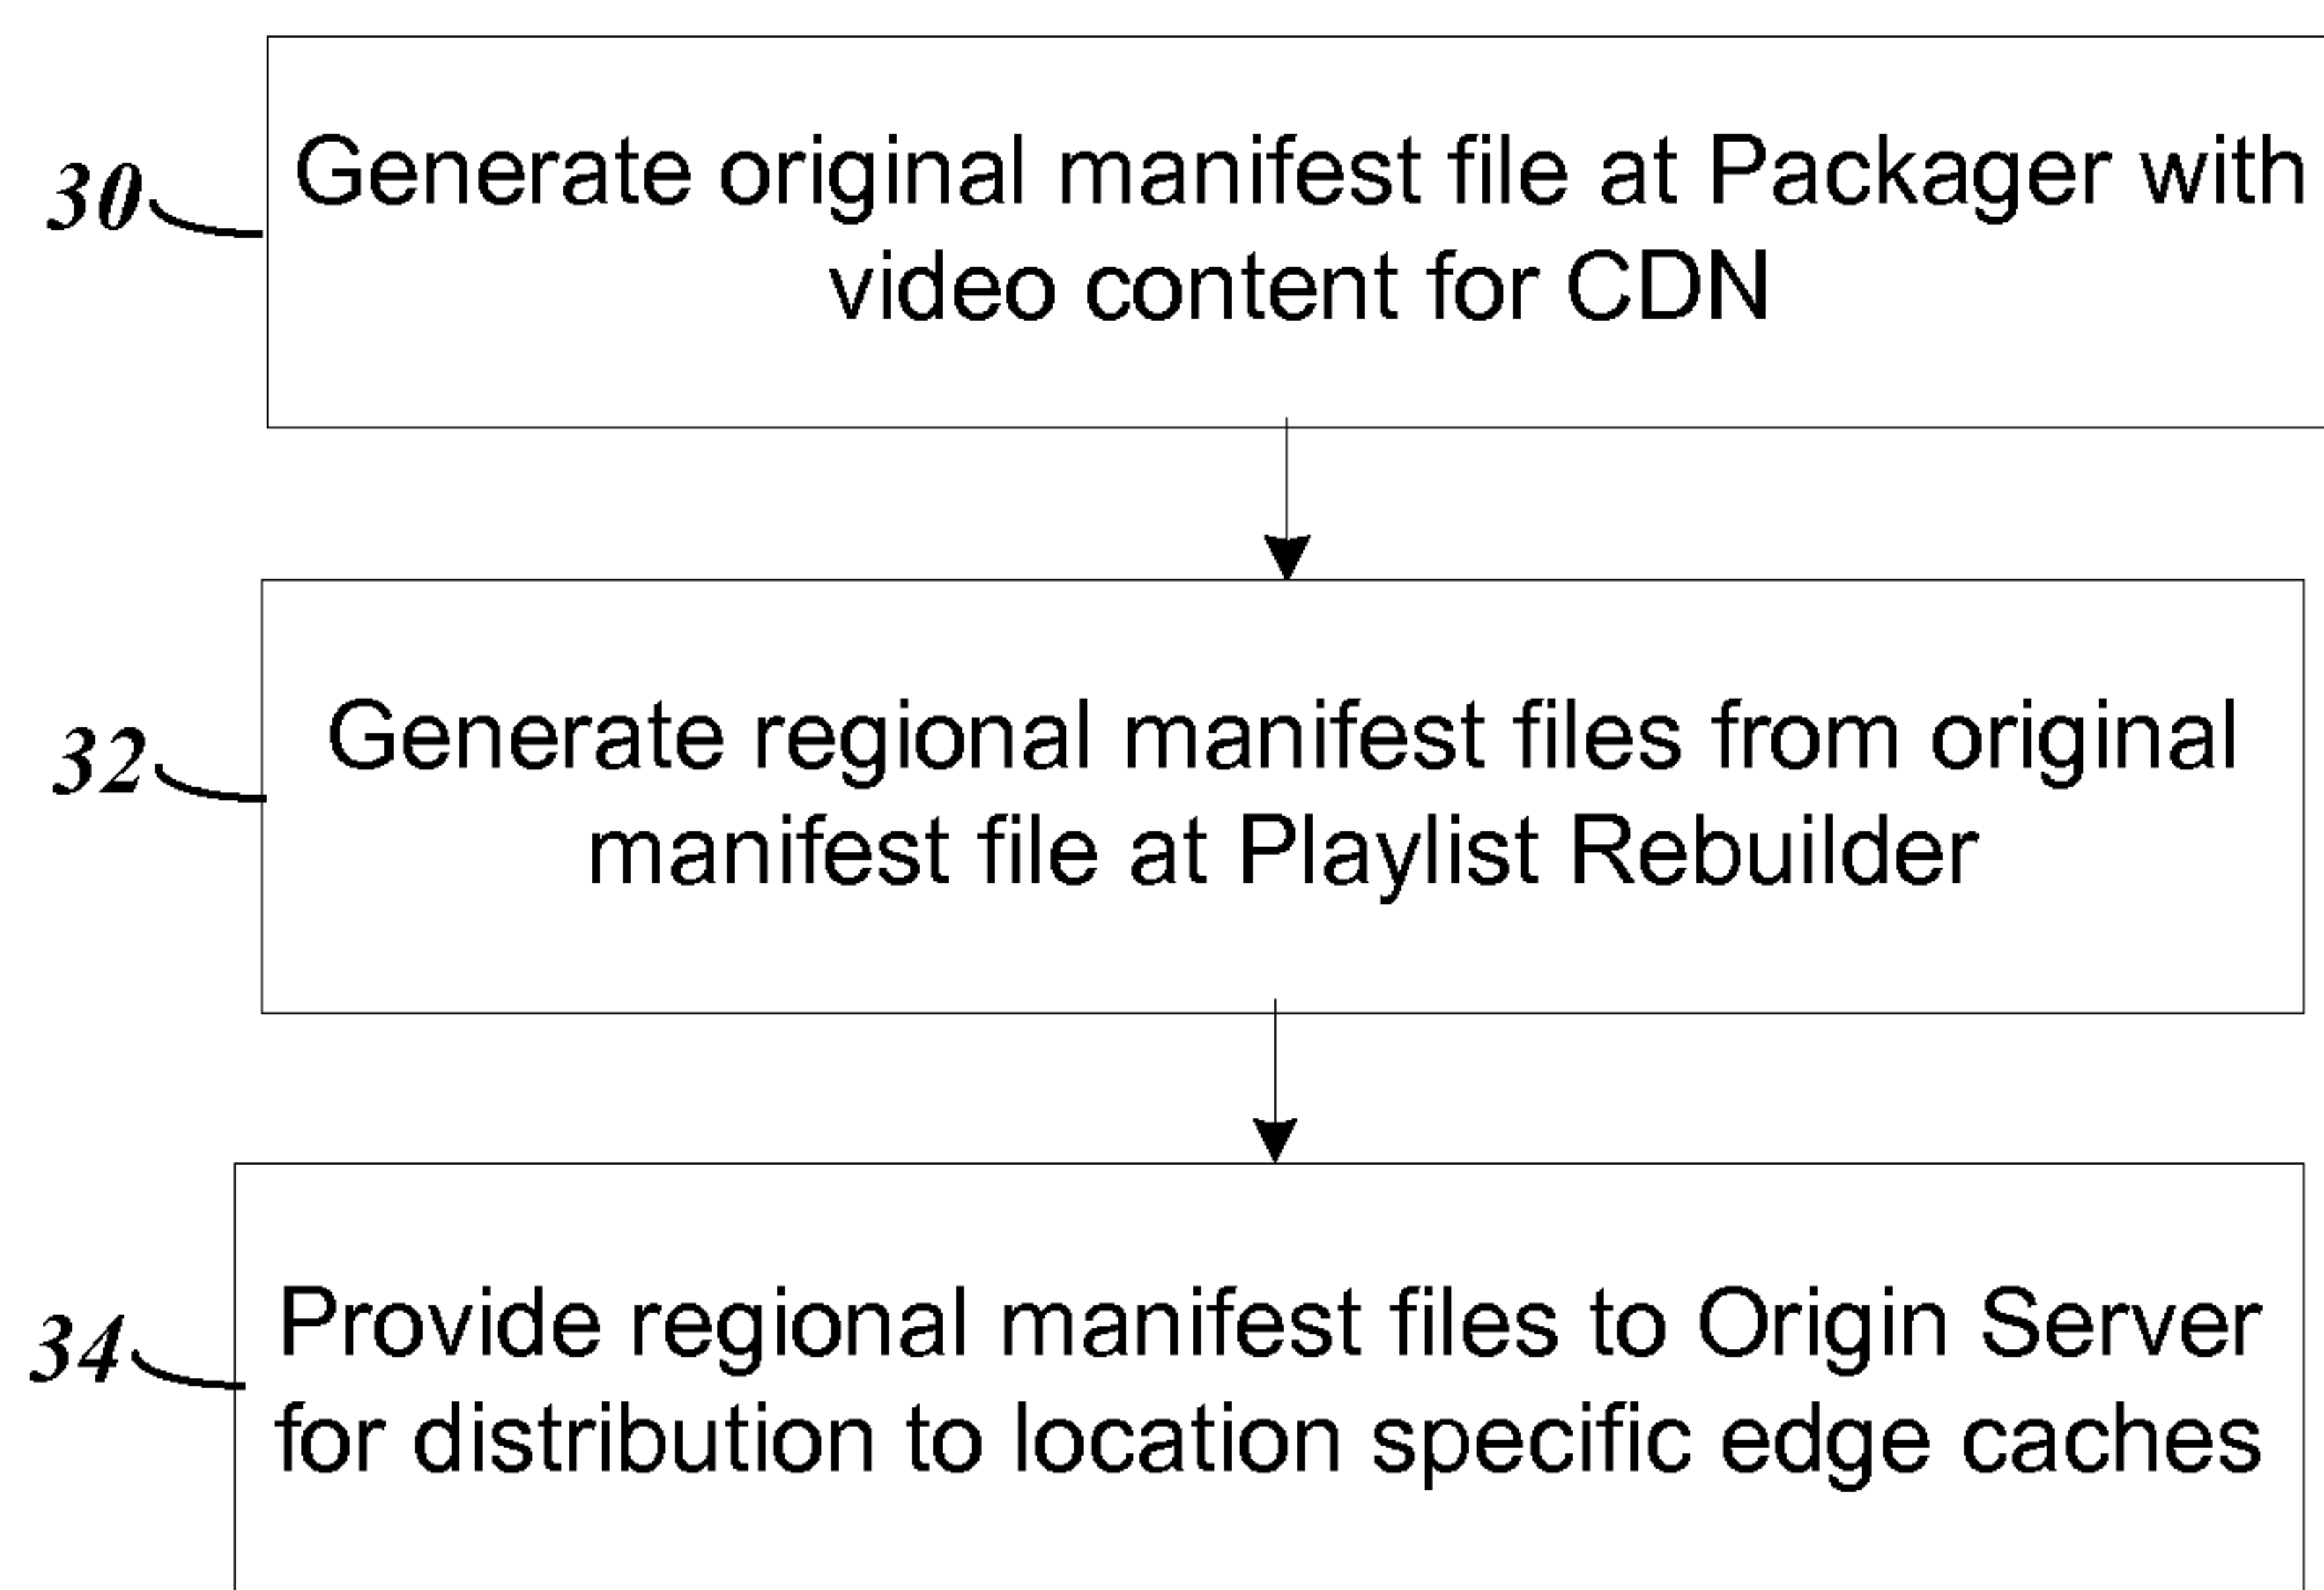 30
Generate original manifest file at Packager with
video content for CDN
32
Generate regional manifest files from original
manifest file at Playlist Rebuilder
34
Provide regional manifest files to Origin Server
for distribution to location specific edge caches